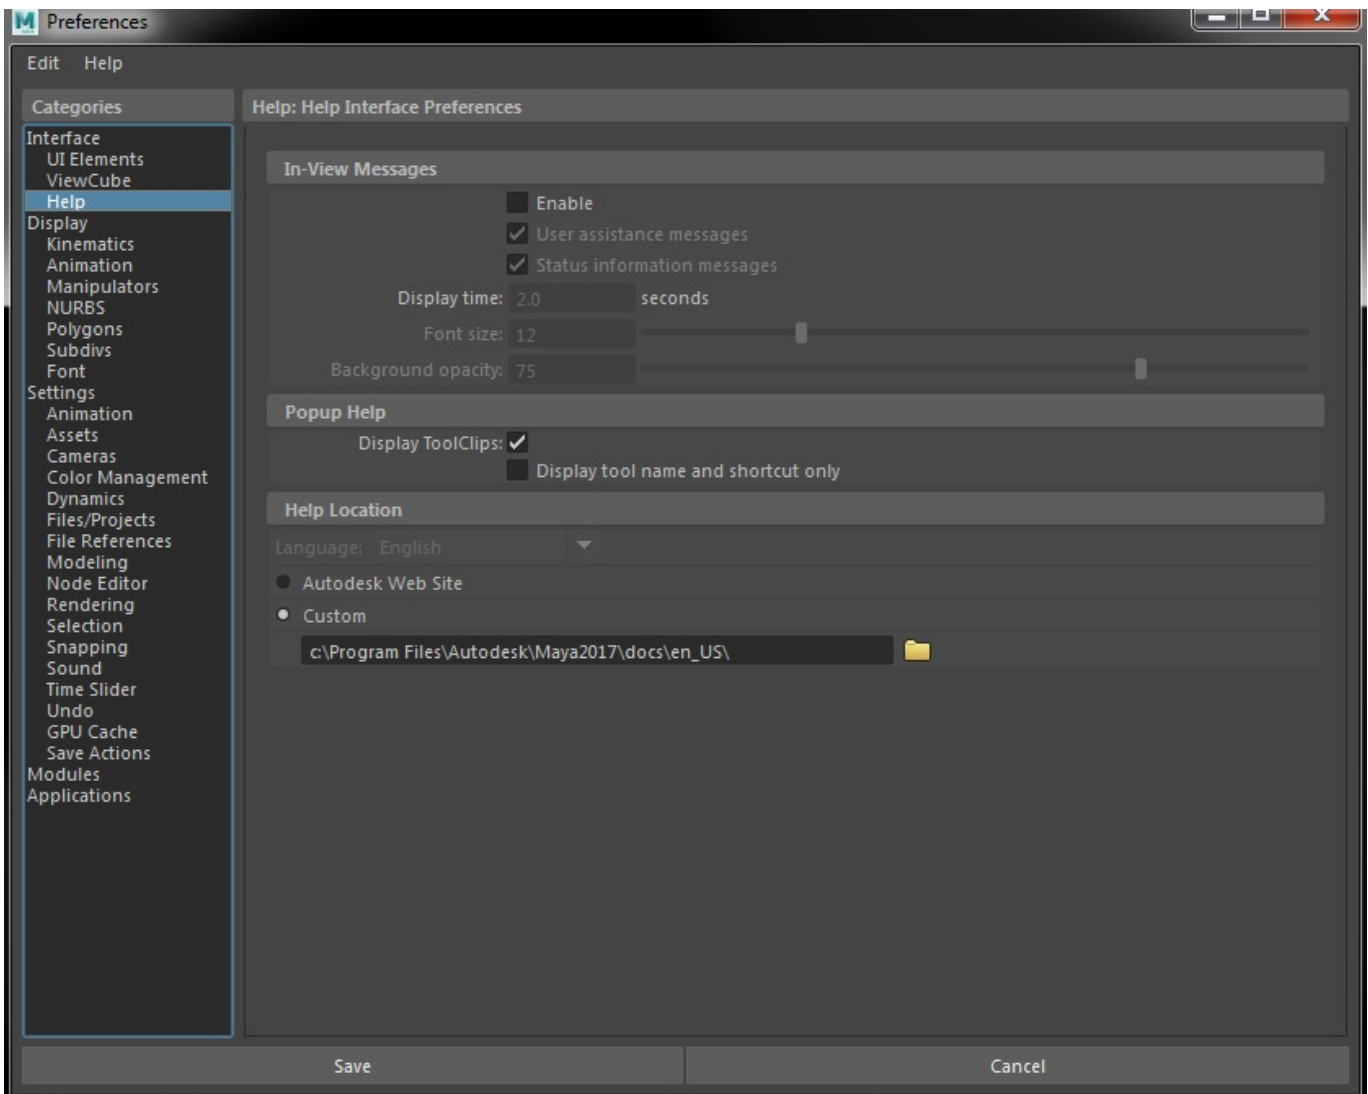 Preferences
Edit Help
Categories
Interface
UI Elements
ViewCube
Help
Display
Kinematics
Animation
Manipulators
NURBS
Polygons
Subdivs
Font
Settings
Animation
Assets
Cameras
Color Management
Dynamics
Files/Projects
File References
Modeling
Node Editor
Rendering
Selection
Snapping
Sound
Time Slider
Undo
GPU Cache
Save Actions
Modules
Applications
Help: Help Interface Preferences
In-View Messages
Enable
User assistance messages
Status information messages
Display time: 2.0 seconds
Font size: 12
Background opacity: 75
Popup Help
Display ToolClips:
Display tool name and shortcut only
Help Location
Language: English
Autodesk Web Site
Custom
c:\Program Files\Autodesk\Maya2017\docs\en_US\
Save Cancel